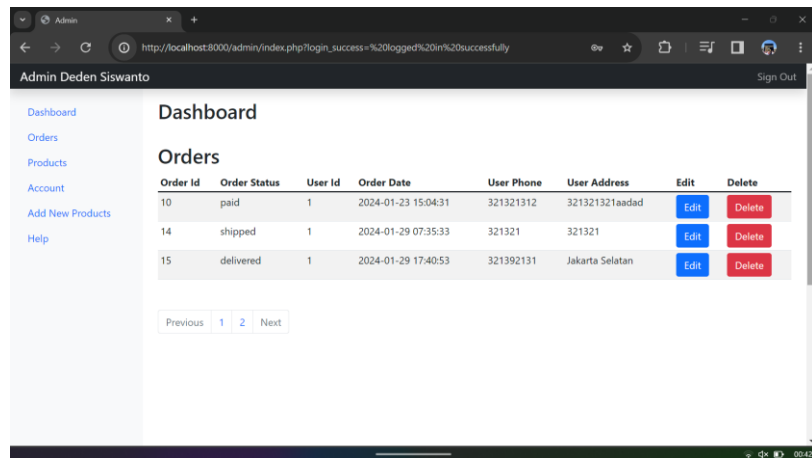 Admin
http://localhost:8000/admin/index.php?login_success=%20logged%20in%20successfully
Admin Deden Siswanto
Sign Out
Dashboard
Orders
Products
Account
Add New Products
Help
Dashboard
Orders
Order Id Order Status User Id Order Date User Phone User Address Edit Delete
10 paid 1 2024-01-23 15:04:31 321321312 321321321aadad Edit Delete
14 shipped 1 2024-01-29 07:35:33 321321 321321 Edit Delete
15 delivered 1 2024-01-29 17:40:53 321392131 Jakarta Selatan Edit Delete
Previous 1 2 Next